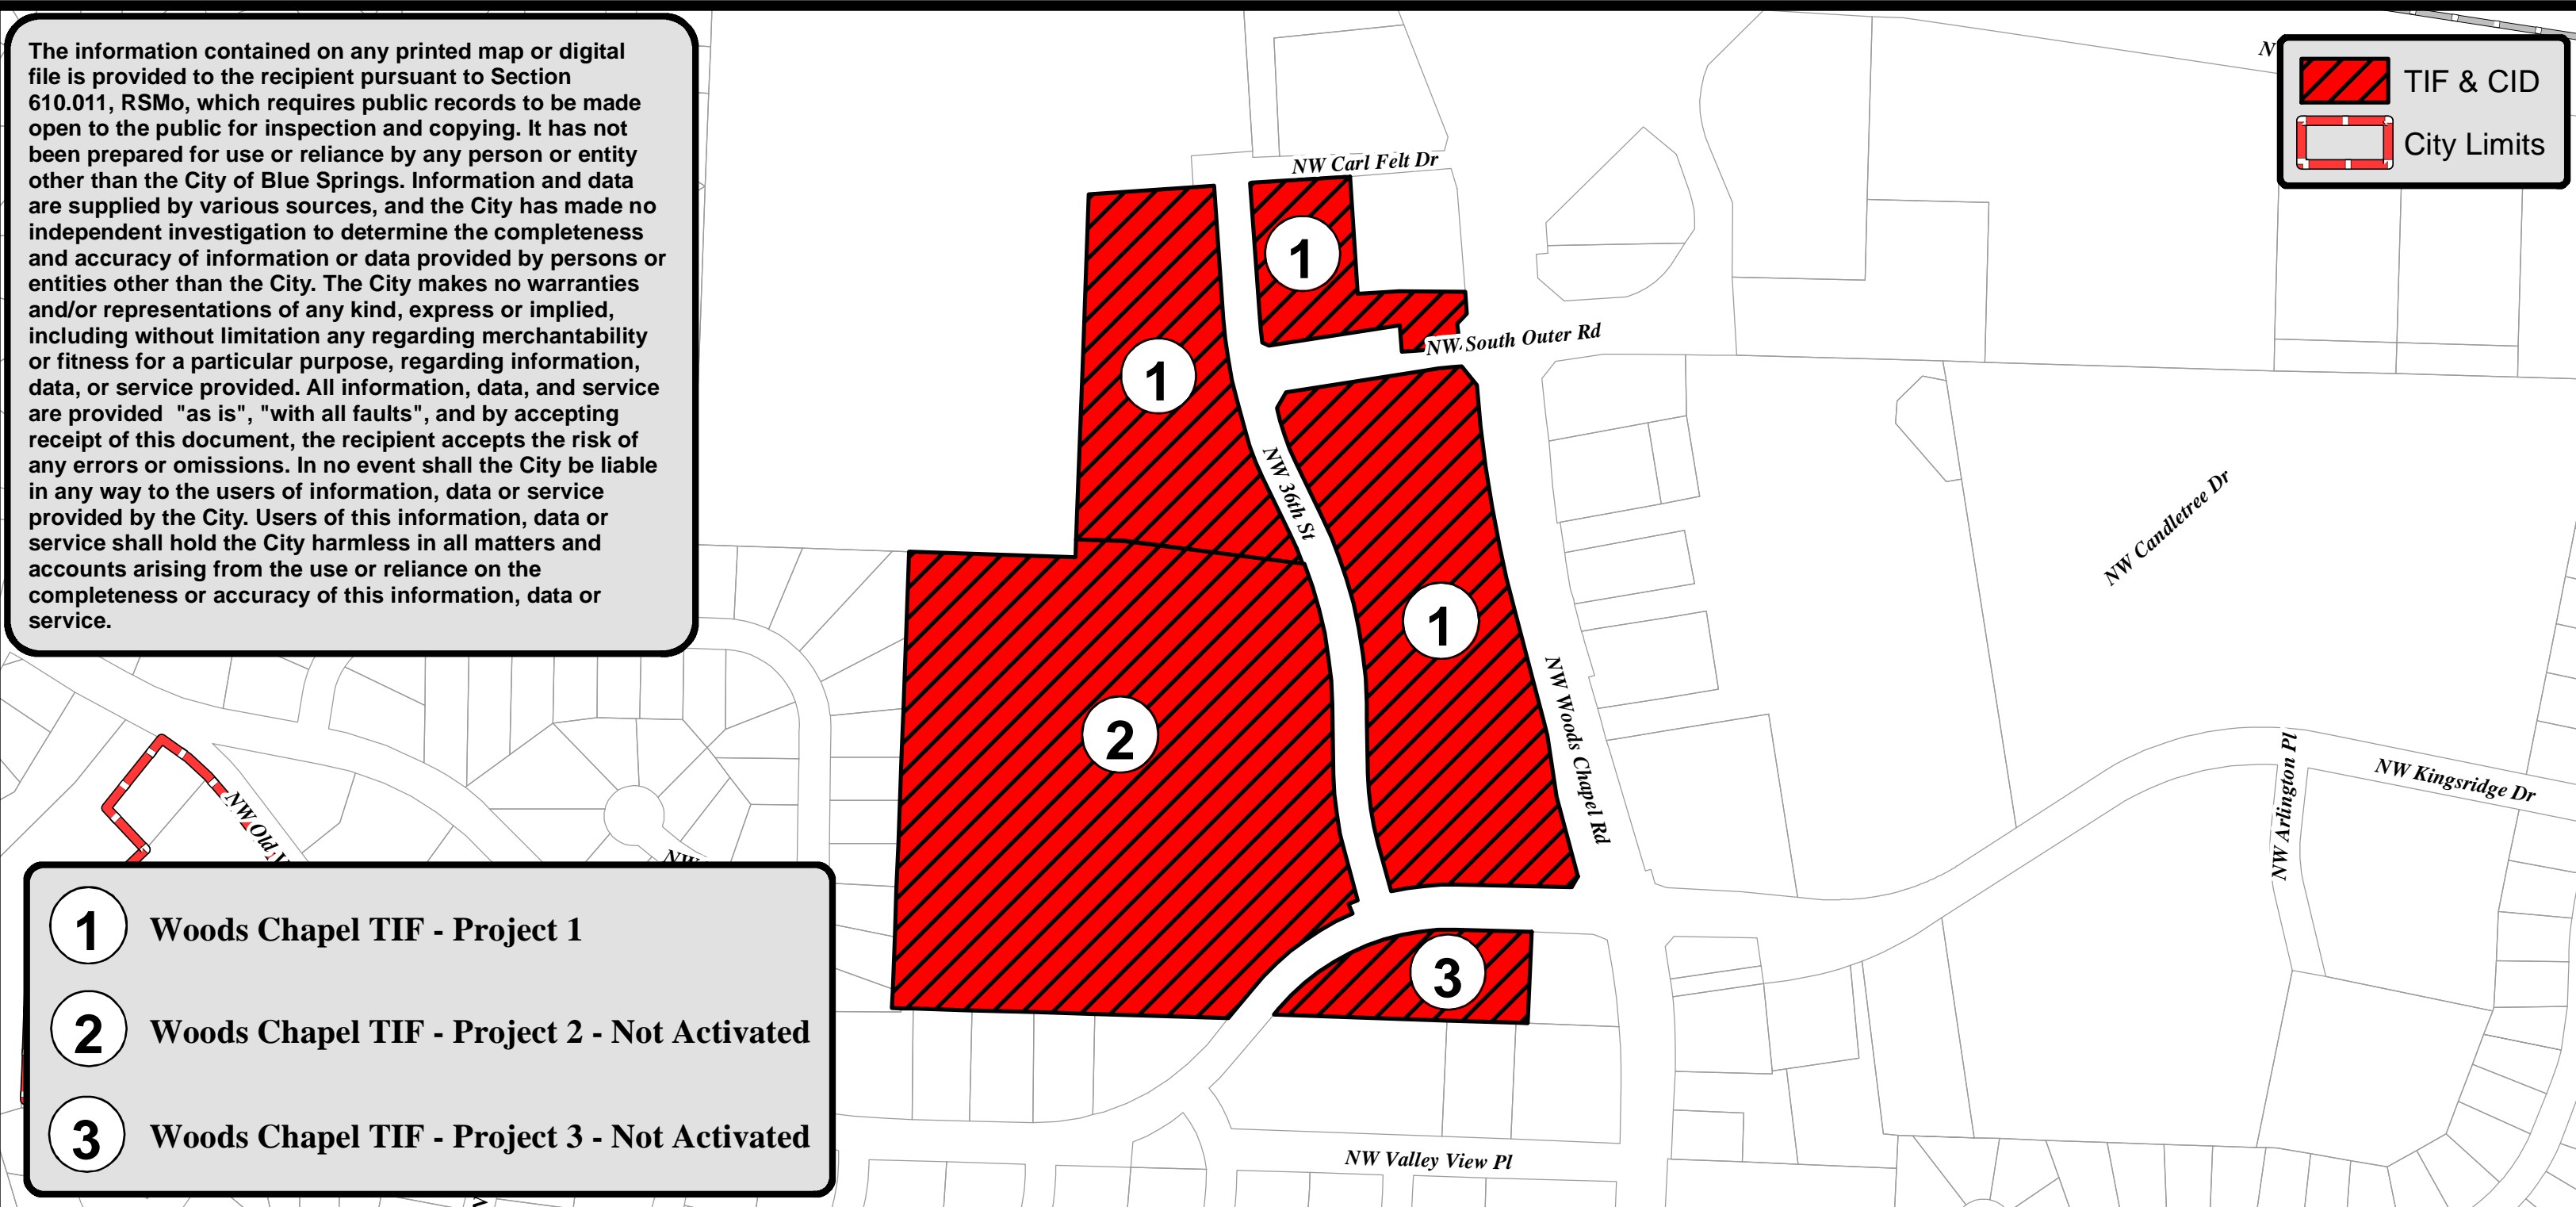 The information contained on any printed map or digital
file is provided to the recipient pursuant to Section
610.011, RSMo, which requires public records to be made
open to the public for inspection and copying. It has not
been prepared for use or reliance by any person or entity
other than the City of Blue Springs. Information and data
are supplied by various sources, and the City has made no
independent investigation to determine the completeness
and accuracy of information or data provided by persons or
entities other than the City. The City makes no warranties
and/or representations of any kind, express or implied,
including without limitation any regarding merchantability
or fitness for a particular purpose, regarding information,
data, or service provided. All information, data, and service
are provided  "as is", "with all faults", and by accepting
receipt of this document, the recipient accepts the risk of
any errors or omissions. In no event shall the City be liable
in any way to the users of information, data or service
provided by the City. Users of this information, data or
service shall hold the City harmless in all matters and
accounts arising from the use or reliance on the
completeness or accuracy of this information, data or
service.
N
TIF & CID
City Limits
NW Carl Felt Dr
1
NW South Outer Rd
1
NW 36th St
NW Candletree Dr
1
NW Woods Chapel Rd
2
NW Arlington Pl
NW Kingsridge Dr
NW Old
NW
3
1 Woods Chapel TIF - Project 1
2 Woods Chapel TIF - Project 2 - Not Activated
3 Woods Chapel TIF - Project 3 - Not Activated
NW Valley View Pl